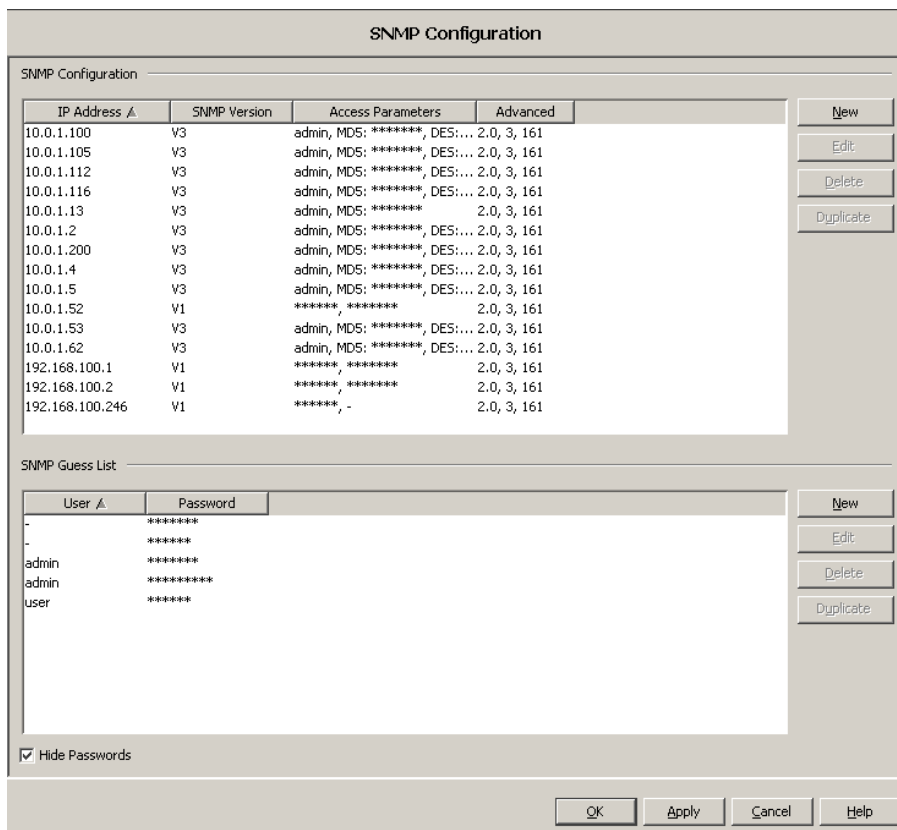 SNMP Configuration
SNMP Configuration
IP Address SNMP Version Access Parameters Advanced
10.0.1.100 V3 admin, MD5: *******, DES:... 2.0, 3, 161
10.0.1.105 V3 admin, MD5: *******, DES:... 2.0, 3, 161
10.0.1.112 V3 admin, MD5: *******, DES:... 2.0, 3, 161
10.0.1.116 V3 admin, MD5: *******, DES:... 2.0, 3, 161
10.0.1.13 V3 admin, MD5: ******* 2.0, 3, 161
10.0.1.2 V3 admin, MD5: *******, DES:... 2.0, 3, 161
10.0.1.200 V3 admin, MD5: *******, DES:... 2.0, 3, 161
10.0.1.4 V3 admin, MD5: *******, DES:... 2.0, 3, 161
10.0.1.5 V3 admin, MD5: *******, DES:... 2.0, 3, 161
10.0.1.52 V1 ******, ******* 2.0, 3, 161
10.0.1.53 V3 admin, MD5: *******, DES:... 2.0, 3, 161
10.0.1.62 V3 admin, MD5: *******, DES:... 2.0, 3, 161
192.168.100.1 V1 ******, ******* 2.0, 3, 161
192.168.100.2 V1 ******, ******* 2.0, 3, 161
192.168.100.246 V1 ******, - 2.0, 3, 161
New
Edit
Delete
Duplicate
SNMP Guess List
User Password
- *******
- ******
admin *******
admin *********
user ******
New
Edit
Delete
Duplicate
Hide Passwords
OK Apply Cancel Help